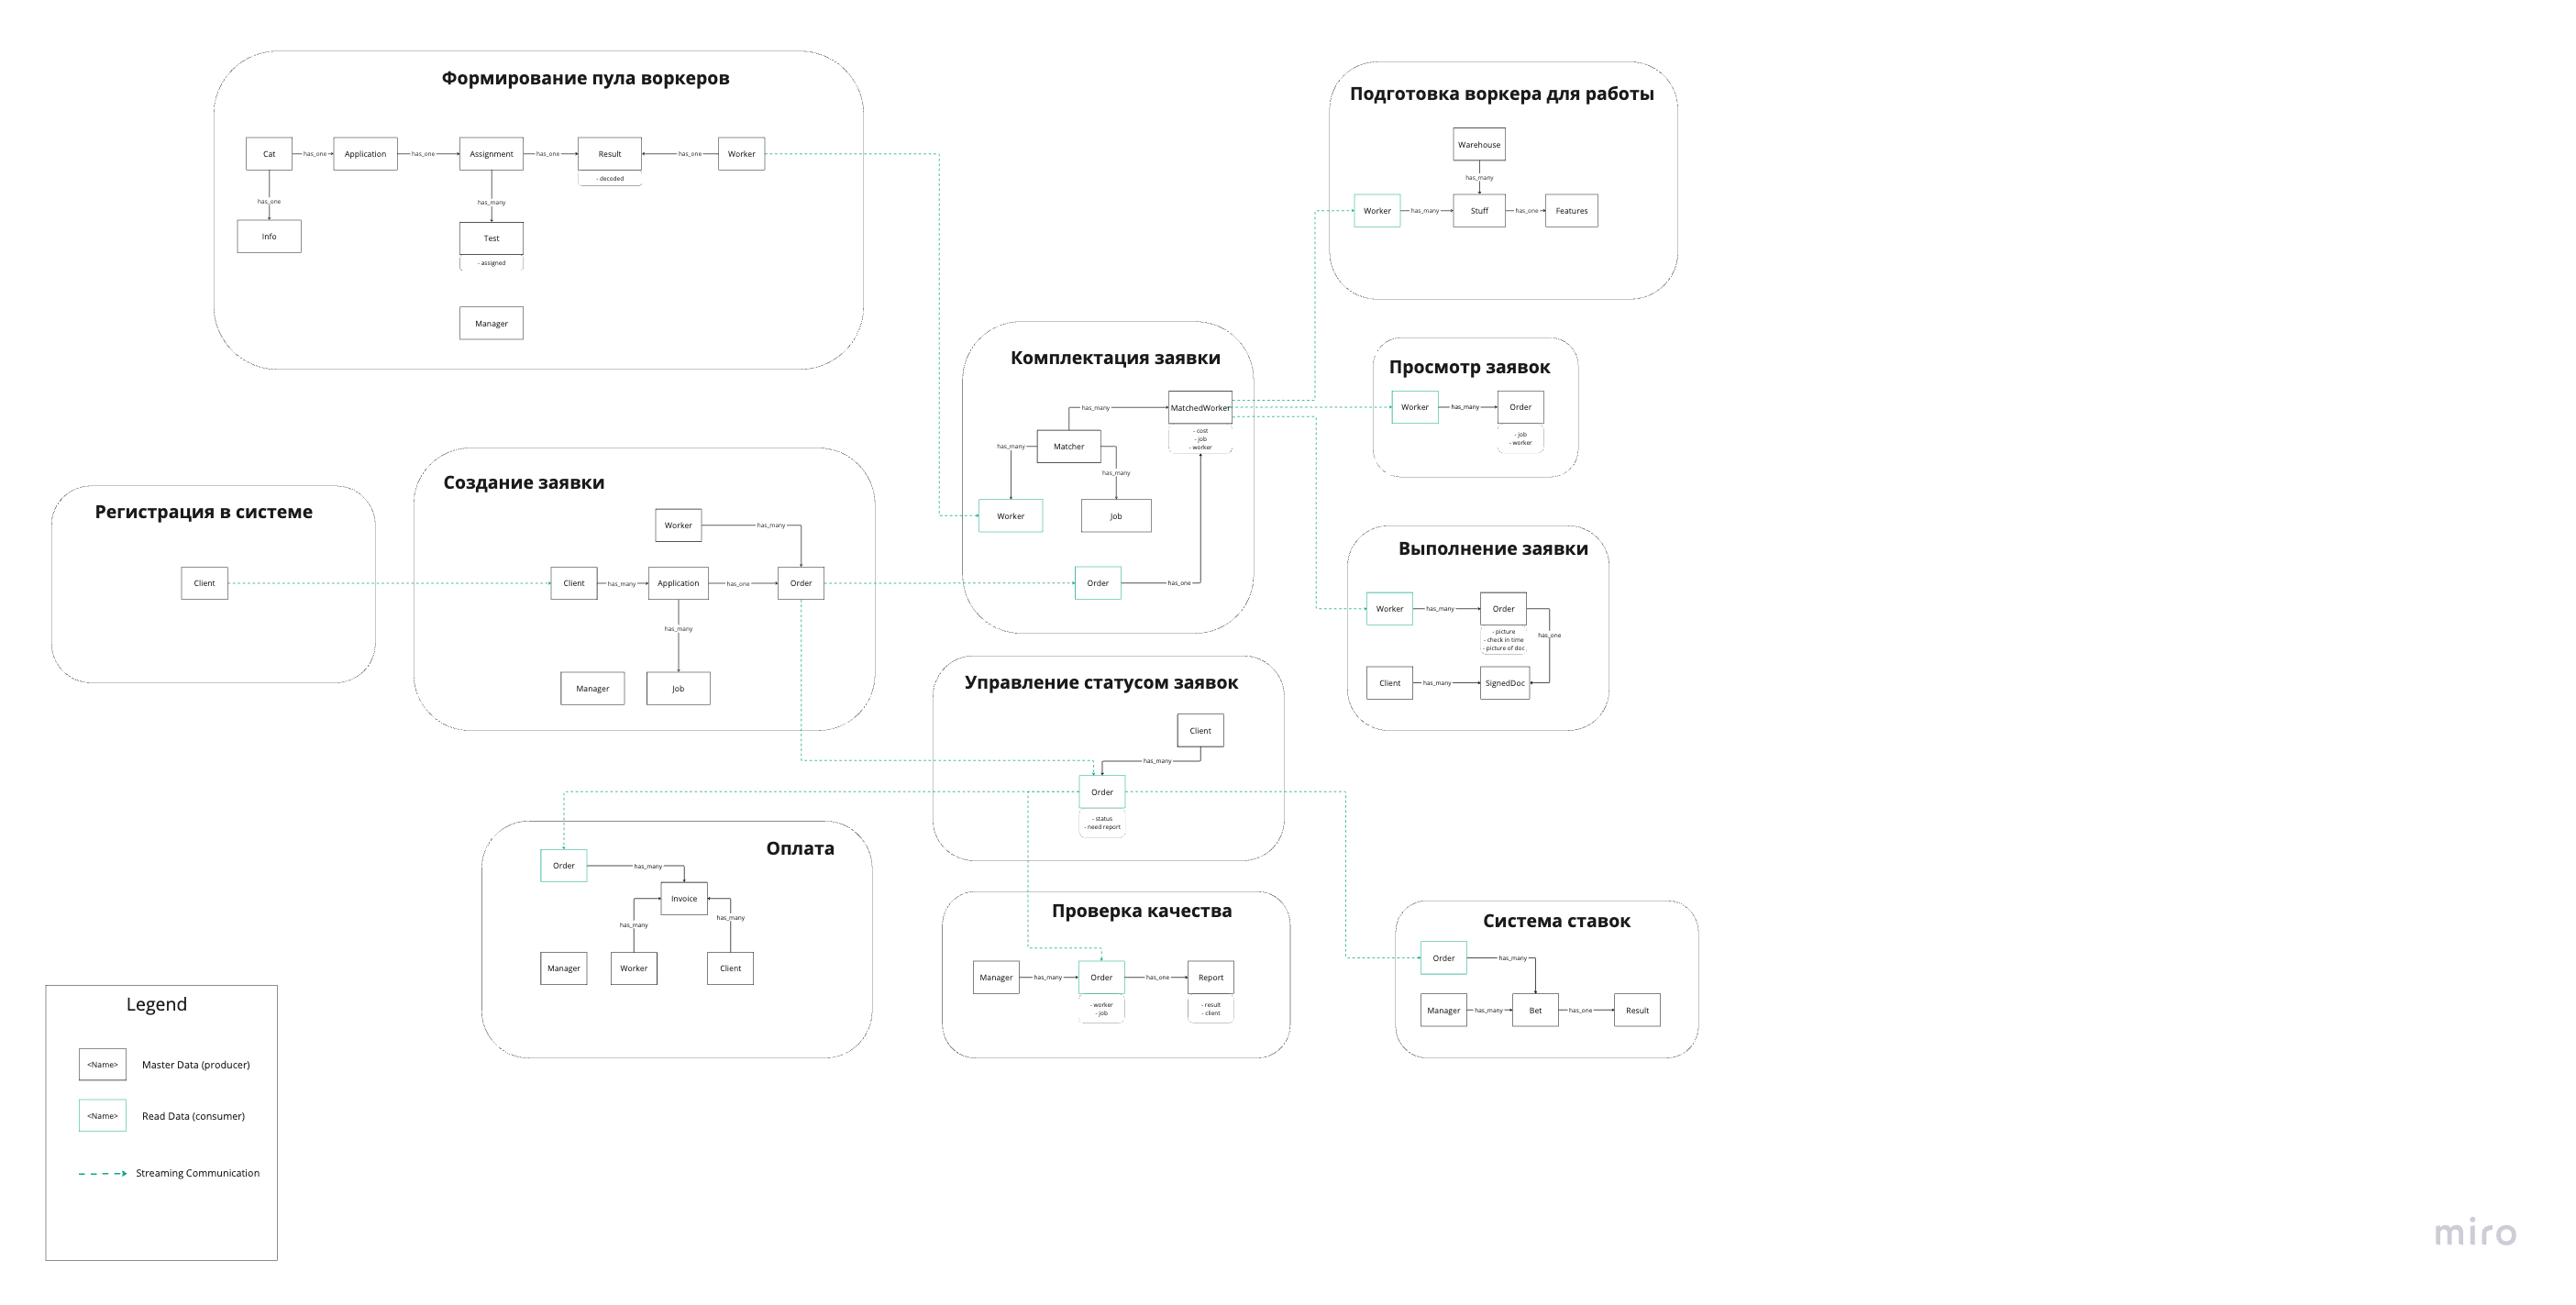 Формирование пула воркеров
Cat
has_one
Application
has_one
Assignment
has_one
Result
has_one
Worker
- decoded
has_one
has_many
Info
Test
- assigned
Manager
Подготовка воркера для работы
Warehouse
has_many
Worker
has_many
Stuff
has_one
Features
Комплектация заявки
has_many
MatchedWorker
- cost
- job
- worker
Matcher
has_many
has_many
Worker
Job
Order
has_one
Просмотр заявок
Worker
has_many
Order
- job
- worker
Регистрация в системе
Client
Создание заявки
Worker
has_many
Client
has_many
Application
has_one
Order
has_many
Manager
Job
Выполнение заявки
Worker
has_many
Order
- picture
- check in time
- picture of doc
has_one
Client
has_many
SignedDoc
Управление статусом заявок
Client
has_many
Order
- status
- need report
Оплата
Order
has_many
Invoice
has_many
has_many
Manager
Worker
Client
Проверка качества
Manager
has_many
Order
has_one
Report
- worker
- job
- result
- client
Система ставок
Order
has_many
Manager
has_many
Bet
has_one
Result
Legend
<Name>
Master Data (producer)
<Name>
Read Data (consumer)
Streaming Communication
miro